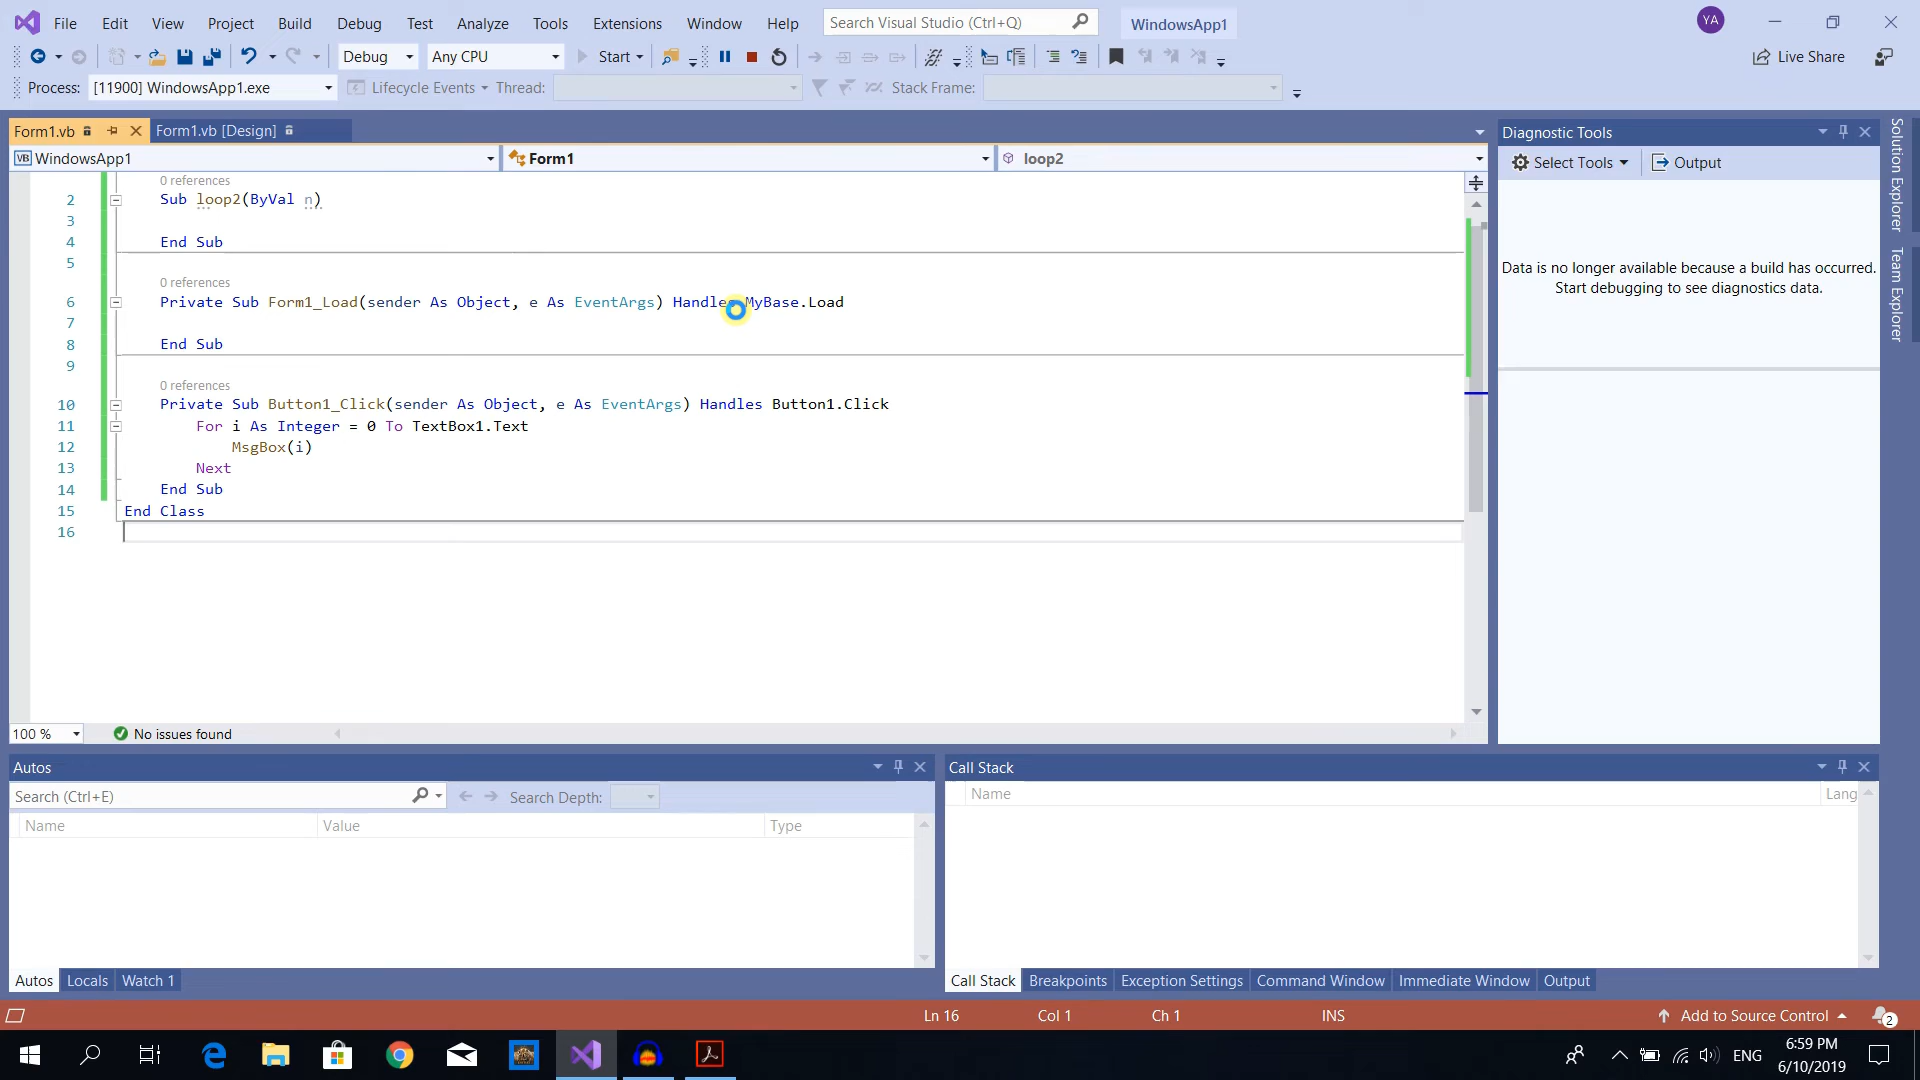 File Edit View Project Build Debug Test Analyze Tools Extensions Window Help Search Visual Studio (Ctrl+Q) WindowsApp1 YA
Debug Any CPU Start Live Share
Process: [11900] WindowsApp1.exe Lifecycle Events Thread: Stack Frame:
Form1.vb Form1.vb [Design]
VB WindowsApp1 Form1 loop2
0 references
2 Sub loop2(ByVal n)
3
4 End Sub
5
0 references
6 Private Sub Form1_Load(sender As Object, e As EventArgs) Handles MyBase.Load
7
8 End Sub
9
0 references
10 Private Sub Button1_Click(sender As Object, e As EventArgs) Handles Button1.Click
11 For i As Integer = 0 To TextBox1.Text
12 MsgBox(i)
13 Next
14 End Sub
15 End Class
16
100 % No issues found
Diagnostic Tools
Select Tools Output
Data is no longer available because a build has occurred.
Start debugging to see diagnostics data.
Solution Explorer
Team Explorer
Autos
Search (Ctrl+E) Search Depth:
Name Value Type
Autos Locals Watch 1
Call Stack
Name Lang
Call Stack Breakpoints Exception Settings Command Window Immediate Window Output
Ln 16 Col 1 Ch 1 INS Add to Source Control 2
ENG 6:59 PM
6/10/2019